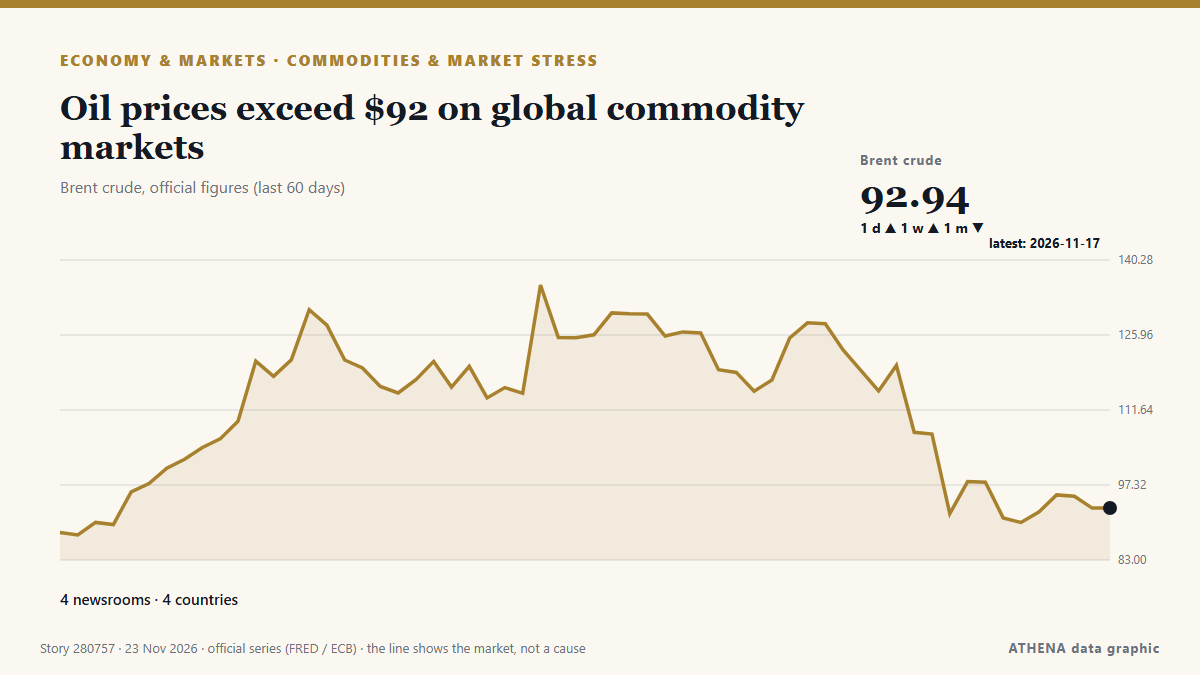 ECONOMY & MARKETS · COMMODITIES & MARKET STRESS
Oil prices exceed $92 on global commodity
markets
Brent crude, official figures (last 60 days)
Brent crude
92.94
1 d ▲ 1 w ▲ 1 m ▼
latest: 2026-11-17
140.28
125.96
111.64
97.32
83.00
4 newsrooms · 4 countries
Story 280757 · 23 Nov 2026 · official series (FRED / ECB) · the line shows the market, not a cause
ATHENA data graphic